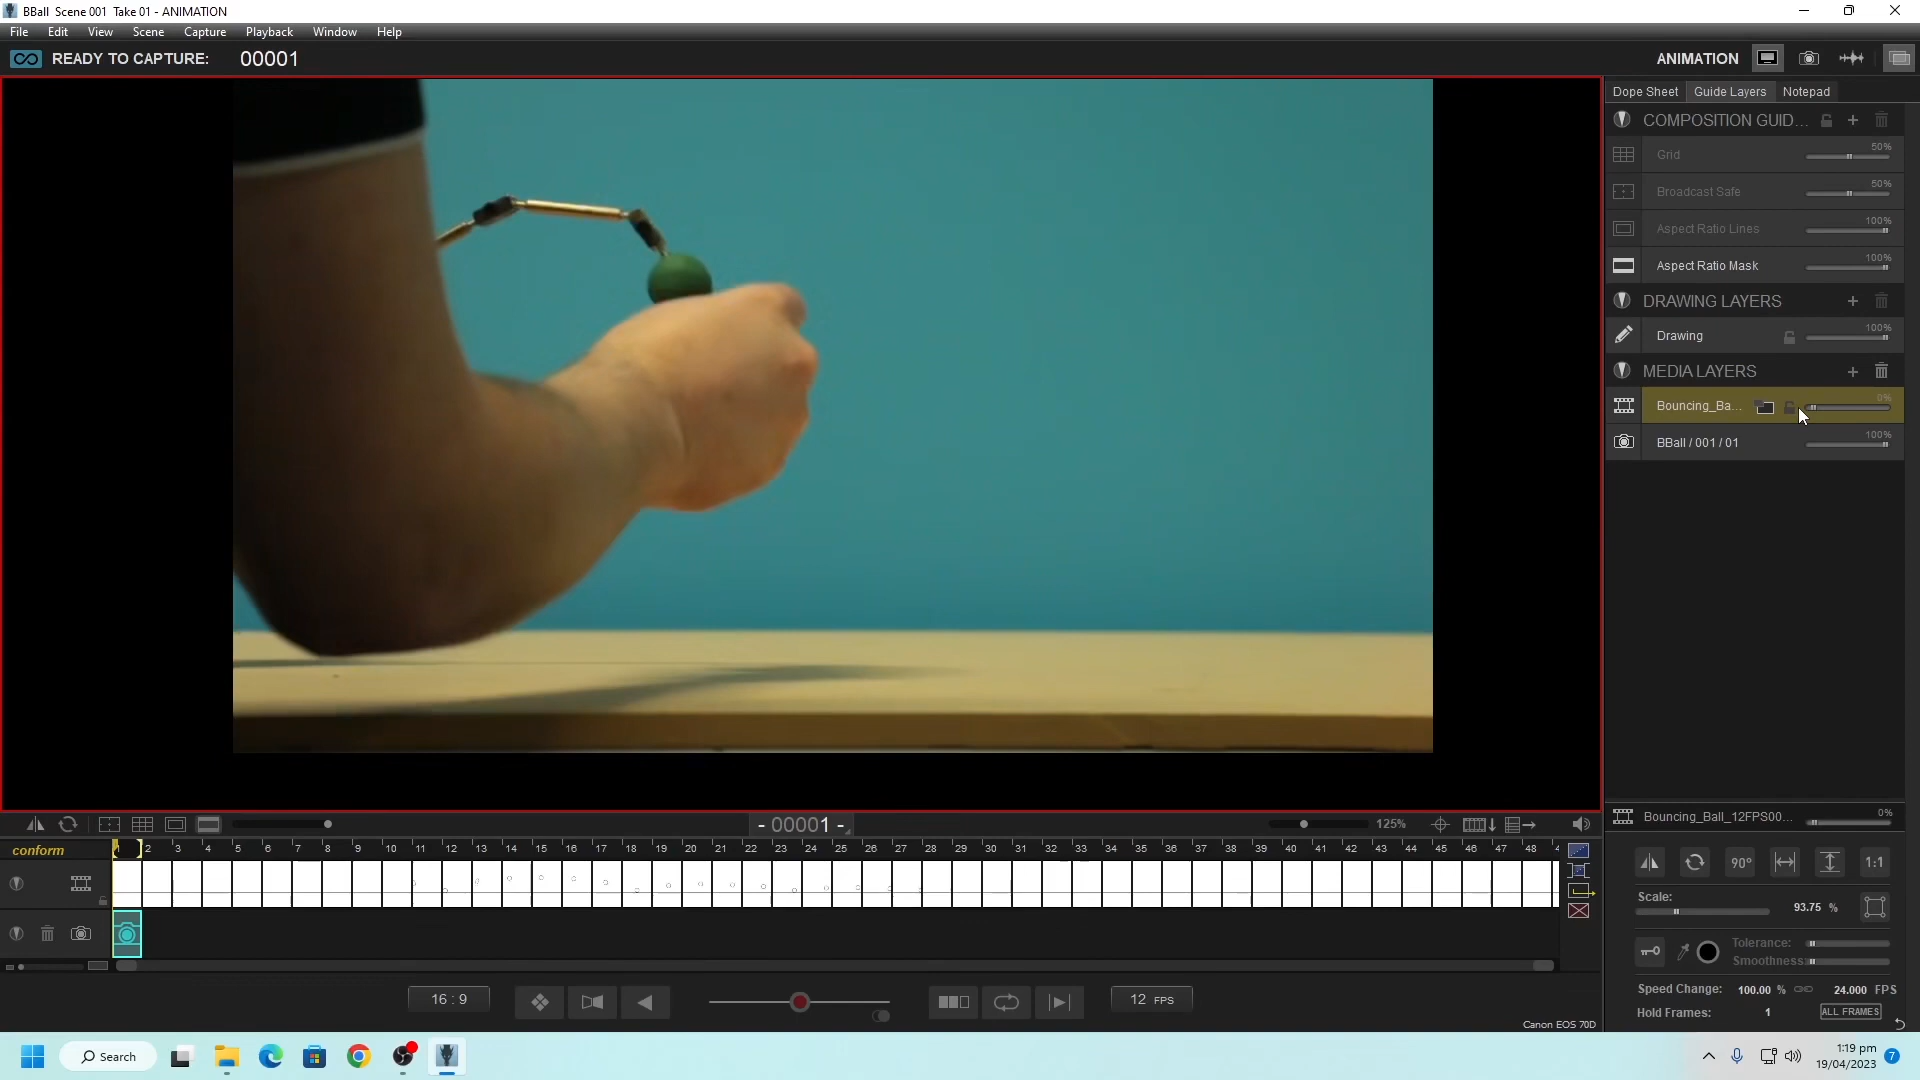 BBall Scene 001 Take 01 - ANIMATION
File Edit View Scene Capture Playback Window Help
READY TO CAPTURE: 00001
ANIMATION
Dope Sheet Guide Layers Notepad
COMPOSITION GUID...
Grid 50%
Broadcast Safe 50%
Aspect Ratio Lines 100%
Aspect Ratio Mask 100%
DRAWING LAYERS
Drawing 100%
MEDIA LAYERS
Bouncing_Ba... 0%
BBall / 001 / 01 100%
- 00001 -
125%
conform
1 2 3 4 5 6 7 8 9 10 11 12 13 14 15 16 17 18 19 20 21 22 23 24 25 26 27 28 29 30 31 32 33 34 35 36 37 38 39 40 41 42 43 44 45 46 47 48
Bouncing_Ball_12FPS00... 0%
90° 1:1
Scale: 93.75 %
Tolerance:
Smoothness:
Speed Change: 100.00 % 24.000 FPS
Hold Frames: 1 ALL FRAMES
16 : 9
12 FPS
Canon EOS 70D
Search
1:19 pm
19/04/2023
7